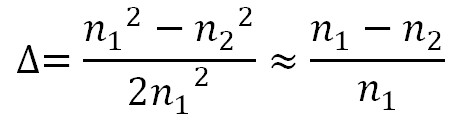 Δ= (n₁² − n₂²) / (2n₁²) ≈ (n₁ − n₂) / n₁